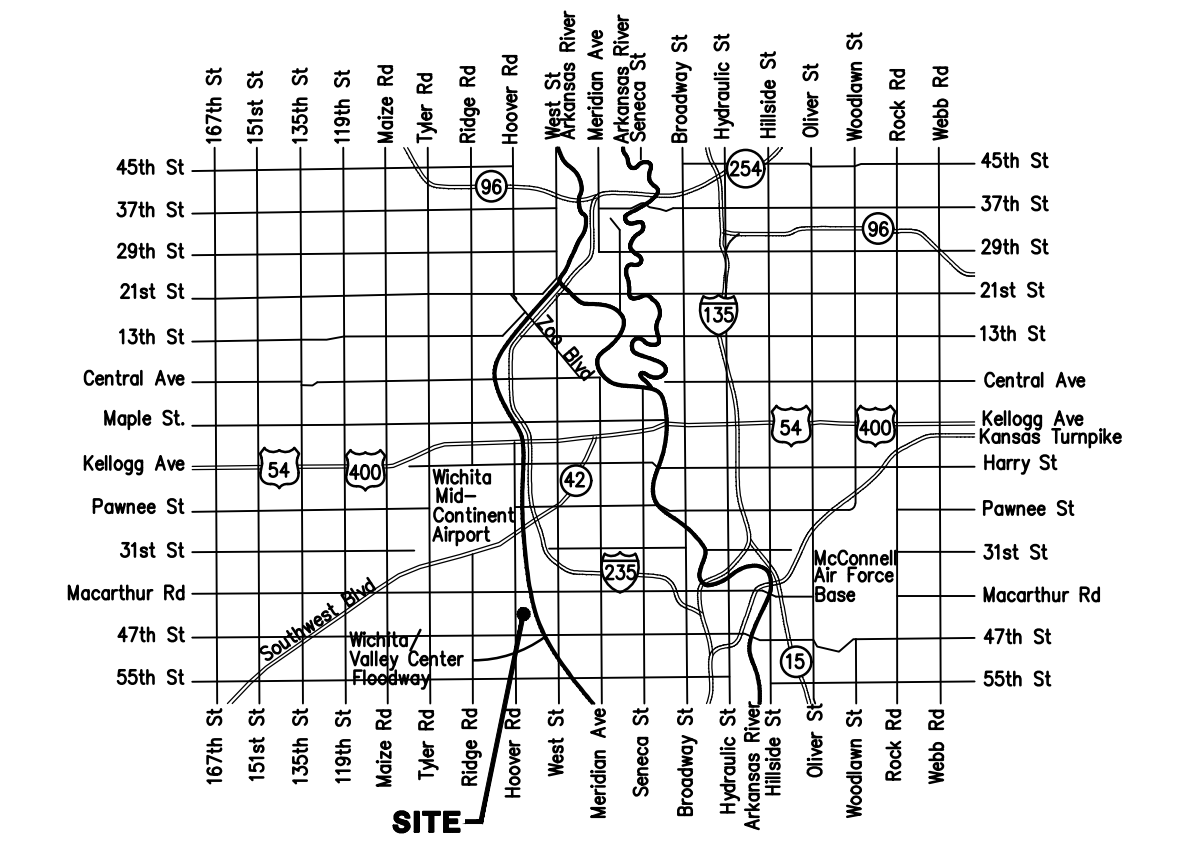 167th St
151st St
135th St
119th St
Maize Rd
Tyler Rd
Ridge Rd
Hoover Rd
West St
Arkansas River
Meridian Ave
Arkansas River
Seneca St
Broadway St
Hydraulic St
Hillside St
Oliver St
Woodlawn St
Rock Rd
Webb Rd
45th St
254
45th St
96
37th St
37th St
96
29th St
29th St
21st St
21st St
135
13th St
Zoo Blvd
13th St
Central Ave
Central Ave
Maple St.
54
400
Kellogg Ave
Kansas Turnpike
Kellogg Ave
54
400
Harry St
Wichita
Mid-
Continent
Airport
42
Pawnee St
Pawnee St
31st St
31st St
235
McConnell
Air Force
Base
Macarthur Rd
Macarthur Rd
Southwest Blvd
47th St
47th St
Wichita/
Valley Center
Floodway
15
55th St
55th St
167th St
151st St
135th St
119th St
Maize Rd
Tyler Rd
Ridge Rd
Hoover Rd
West St
Meridian Ave
Seneca St
Broadway St
Hydraulic St
Arkansas River
Hillside St
Oliver St
Woodlawn St
Rock Rd
Webb Rd
SITE